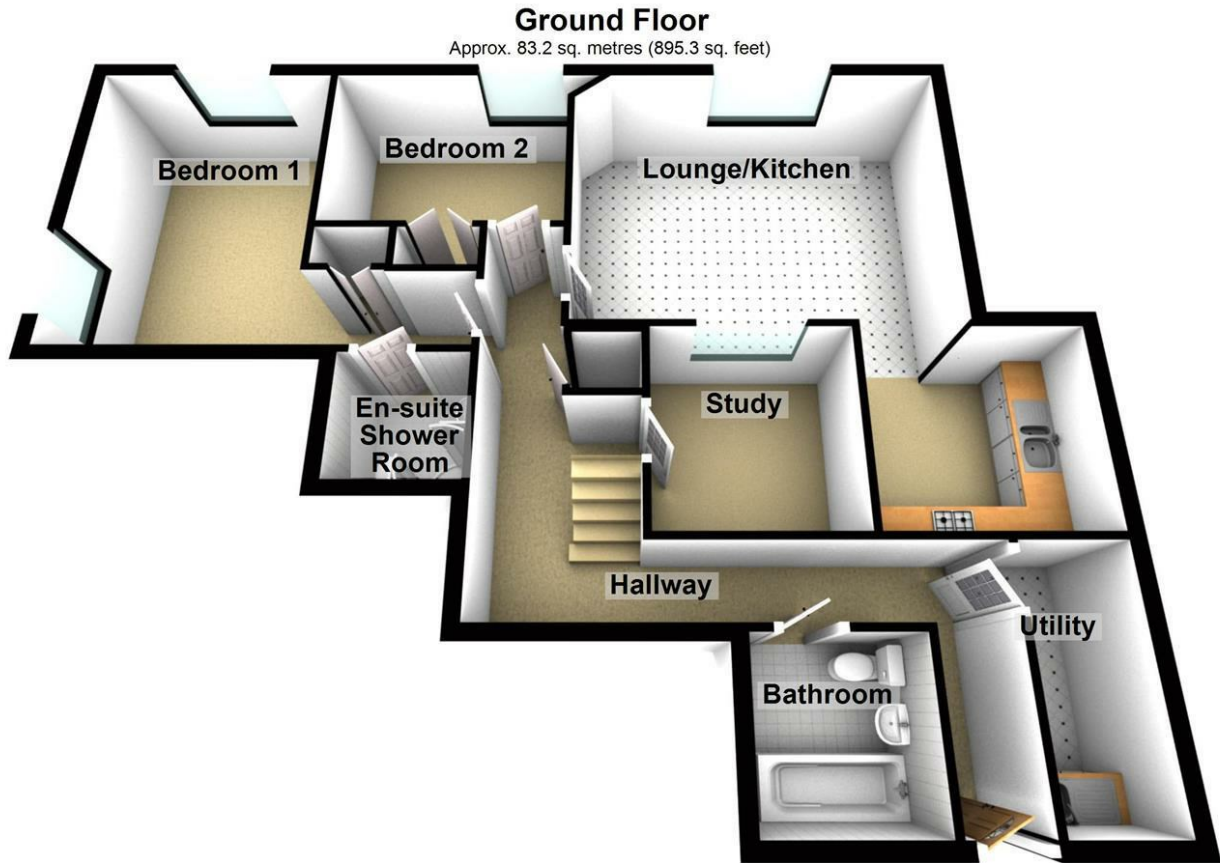 Ground Floor
Approx. 83.2 sq. metres (895.3 sq. feet)
Bedroom 1
Bedroom 2
Lounge/Kitchen
En-suite
Shower
Room
Study
Hallway
Utility
Bathroom